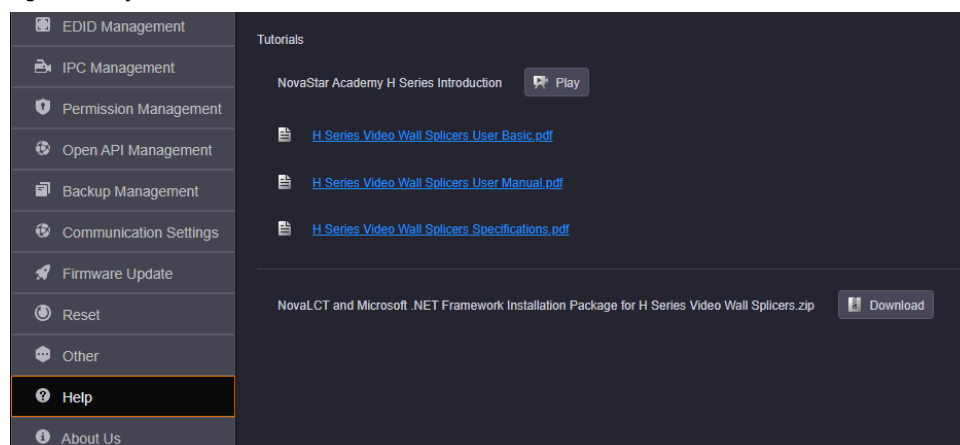 EDID Management
IPC Management
Permission Management
Open API Management
Backup Management
Communication Settings
Firmware Update
Reset
Other
Help
About Us
Tutorials
NovaStar Academy H Series Introduction Play
H Series Video Wall Splicers User Basic.pdf
H Series Video Wall Splicers User Manual.pdf
H Series Video Wall Splicers Specifications.pdf
NovaLCT and Microsoft .NET Framework Installation Package for H Series Video Wall Splicers.zip Download